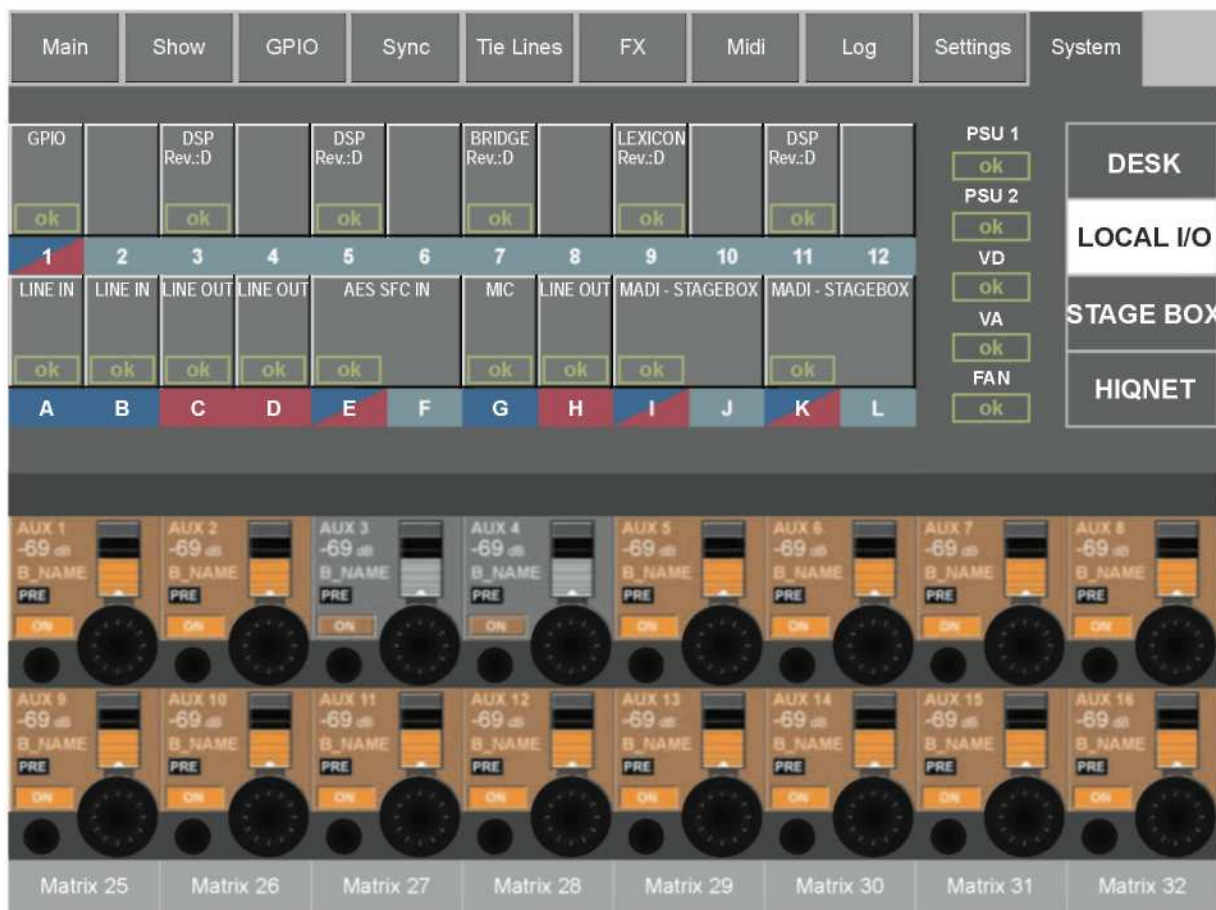 Main Show GPIO Sync Tie Lines FX Midi Log Settings System
GPIO DSP DSP BRIDGE LEXICON DSP
Rev.:D Rev.:D Rev.:D Rev.:D Rev.:D
ok ok ok ok ok ok
1 2 3 4 5 6 7 8 9 10 11 12
LINE IN LINE IN LINE OUT LINE OUT AES SFC IN MIC LINE OUT MADI - STAGEBOX MADI - STAGEBOX
ok ok ok ok ok ok ok ok ok
A B C D E F G H I J K L
PSU 1
ok
PSU 2
ok
VD
ok
VA
ok
FAN
ok
DESK
LOCAL I/O
STAGE BOX
HIQNET
AUX 1 AUX 2 AUX 3 AUX 4 AUX 5 AUX 6 AUX 7 AUX 8
-69 dB -69 dB -69 dB -69 dB -69 dB -69 dB -69 dB -69 dB
B_NAME B_NAME B_NAME B_NAME B_NAME B_NAME B_NAME B_NAME
PRE PRE PRE PRE PRE PRE PRE PRE
ON ON ON ON ON ON ON ON
AUX 9 AUX 10 AUX 11 AUX 12 AUX 13 AUX 14 AUX 15 AUX 16
-69 dB -69 dB -69 dB -69 dB -69 dB -69 dB -69 dB -69 dB
B_NAME B_NAME B_NAME B_NAME B_NAME B_NAME B_NAME B_NAME
PRE PRE PRE PRE PRE PRE PRE PRE
ON ON ON ON ON ON ON ON
Matrix 25 Matrix 26 Matrix 27 Matrix 28 Matrix 29 Matrix 30 Matrix 31 Matrix 32